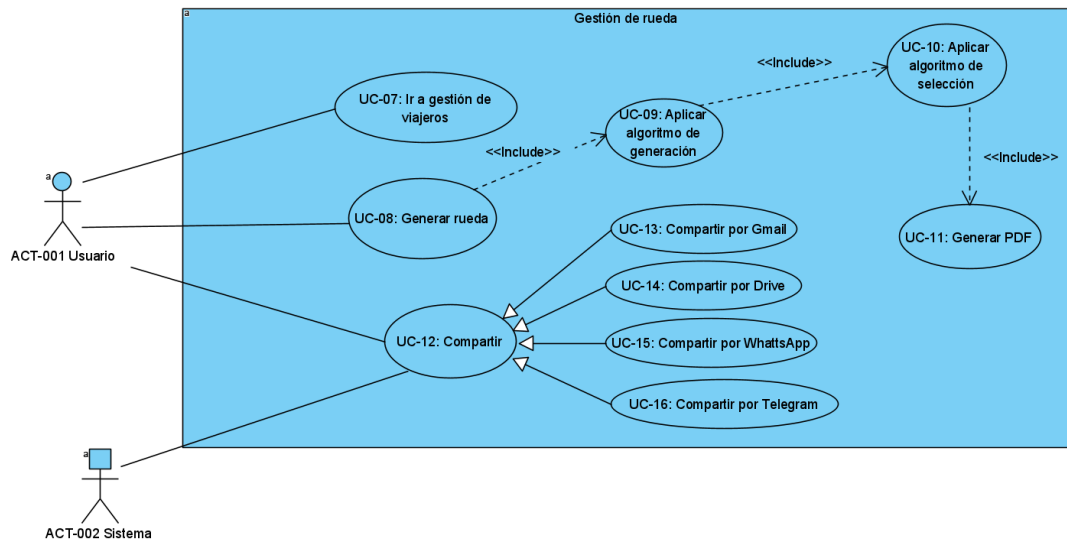 a
Gestión de rueda
UC-10: Aplicar
algoritmo de
selección
<<Include>>
UC-07: Ir a gestión de
viajeros
UC-09: Aplicar
algoritmo de
generación
<<Include>>
<<Include>>
a
UC-08: Generar rueda
UC-13: Compartir por Gmail
UC-11: Generar PDF
ACT-001 Usuario
UC-14: Compartir por Drive
UC-12: Compartir
UC-15: Compartir por WhattsApp
UC-16: Compartir por Telegram
a
ACT-002 Sistema